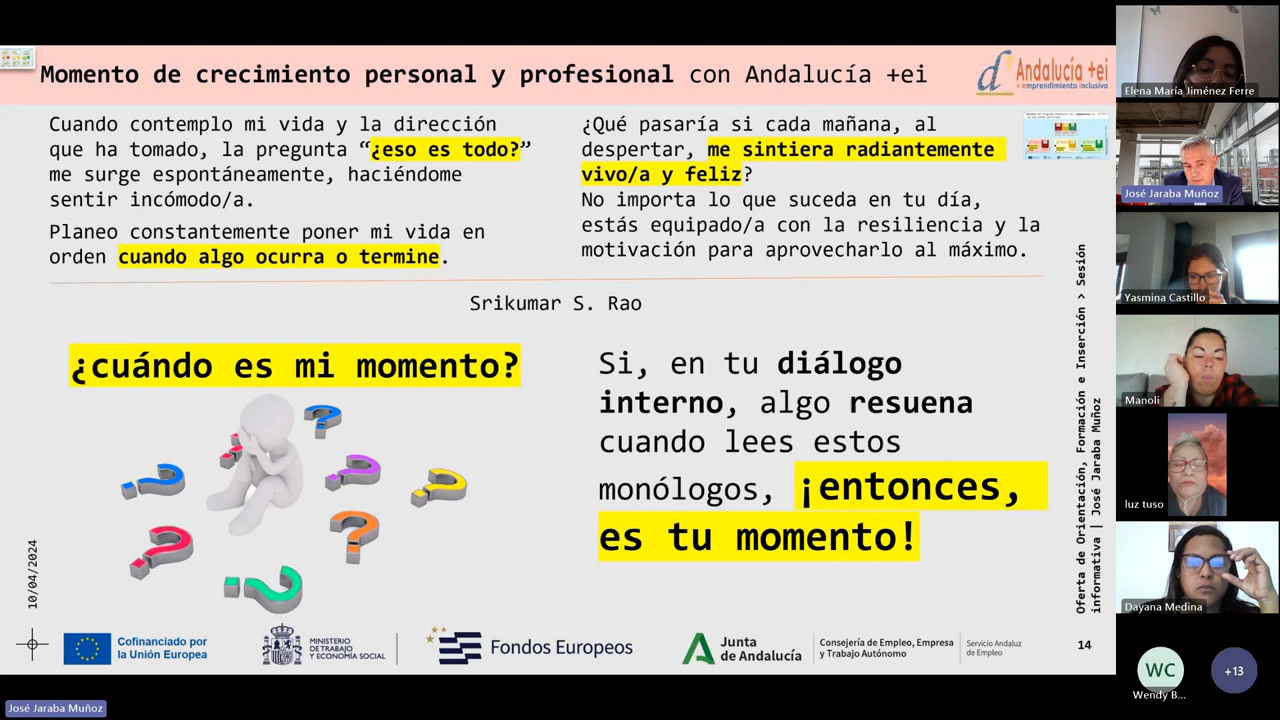 Momento de crecimiento personal y profesional con Andalucía +ei
Andalucía +ei
+ emprendimiento inclusivo
Cuando contemplo mi vida y la dirección
que ha tomado, la pregunta “¿eso es todo?”
me surge espontáneamente, haciéndome
sentir incómodo/a.
Planeo constantemente poner mi vida en
orden cuando algo ocurra o termine.
¿Qué pasaría si cada mañana, al
despertar, me sintiera radiantemente
vivo/a y feliz?
No importa lo que suceda en tu día,
estás equipado/a con la resiliencia y la
motivación para aprovecharlo al máximo.
Srikumar S. Rao
¿cuándo es mi momento?
Si, en tu diálogo
interno, algo resuena
cuando lees estos
monólogos, ¡entonces,
es tu momento!
10/04/2024
Oferta de Orientación, Formación e Inserción > Sesión
informativa | José Jaraba Muñoz
Cofinanciado por
la Unión Europea
MINISTERIO
DE TRABAJO
Y ECONOMÍA SOCIAL
Fondos Europeos
Junta
de Andalucía
Consejería de Empleo, Empresa
y Trabajo Autónomo
Servicio Andaluz
de Empleo
14
José Jaraba Muñoz
Elena María Jiménez Ferre
José Jaraba Muñoz
Yasmina Castillo
Manoli
luz tuso
Dayana Medina
WC
Wendy B...
+13